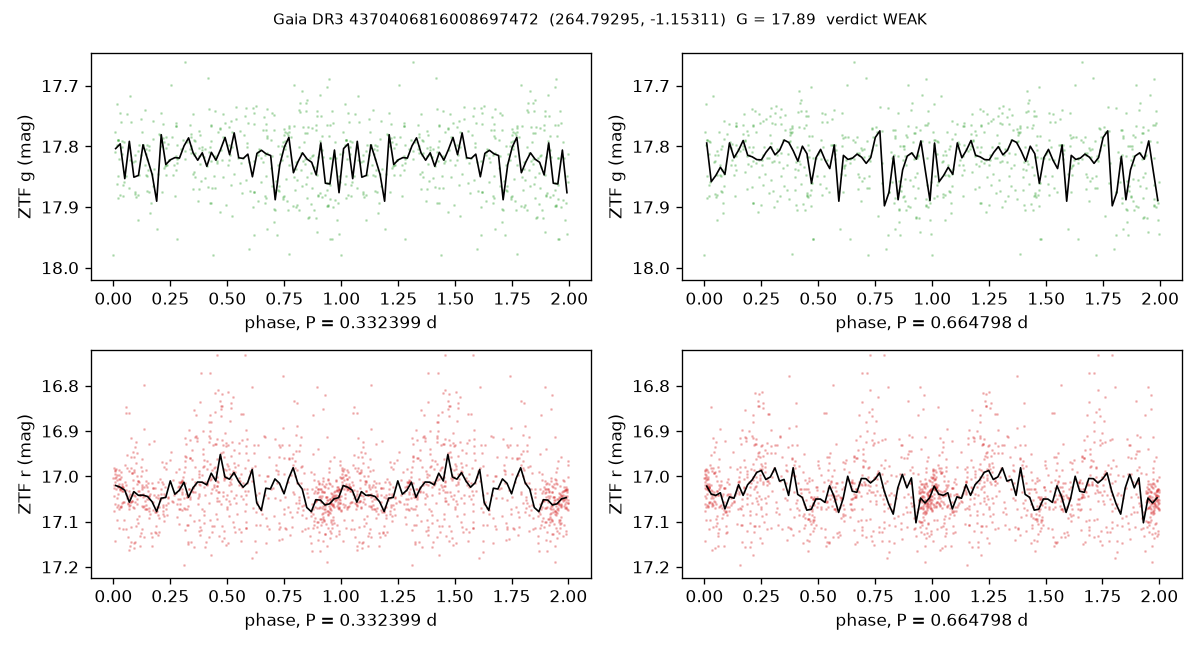 Gaia DR3 4370406816008697472 (264.79295, -1.15311) G = 17.89 verdict WEAK
ZTF g (mag)
17.7
17.8
17.9
18.0
0.00 0.25 0.50 0.75 1.00 1.25 1.50 1.75 2.00
phase, P = 0.332399 d
ZTF g (mag)
17.7
17.8
17.9
18.0
0.00 0.25 0.50 0.75 1.00 1.25 1.50 1.75 2.00
phase, P = 0.664798 d
ZTF r (mag)
16.8
16.9
17.0
17.1
17.2
0.00 0.25 0.50 0.75 1.00 1.25 1.50 1.75 2.00
phase, P = 0.332399 d
ZTF r (mag)
16.8
16.9
17.0
17.1
17.2
0.00 0.25 0.50 0.75 1.00 1.25 1.50 1.75 2.00
phase, P = 0.664798 d